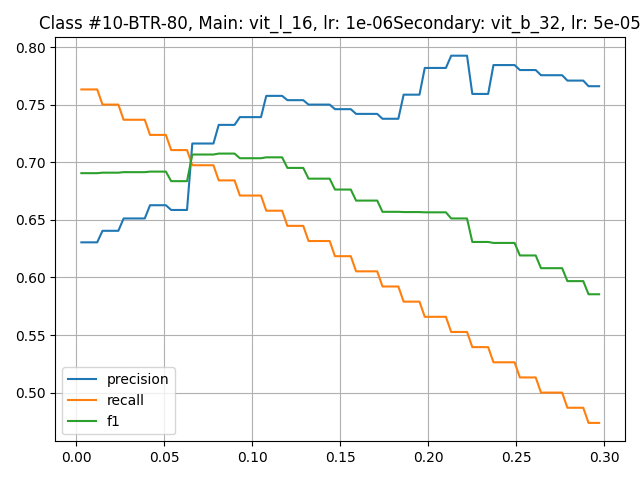 Class #10-BTR-80, Main: vit_l_16, lr: 1e-06Secondary: vit_b_32, lr: 5e-05
0.80
0.75
0.70
0.65
0.60
0.55
0.50
precision
recall
f1
0.00 0.05 0.10 0.15 0.20 0.25 0.30